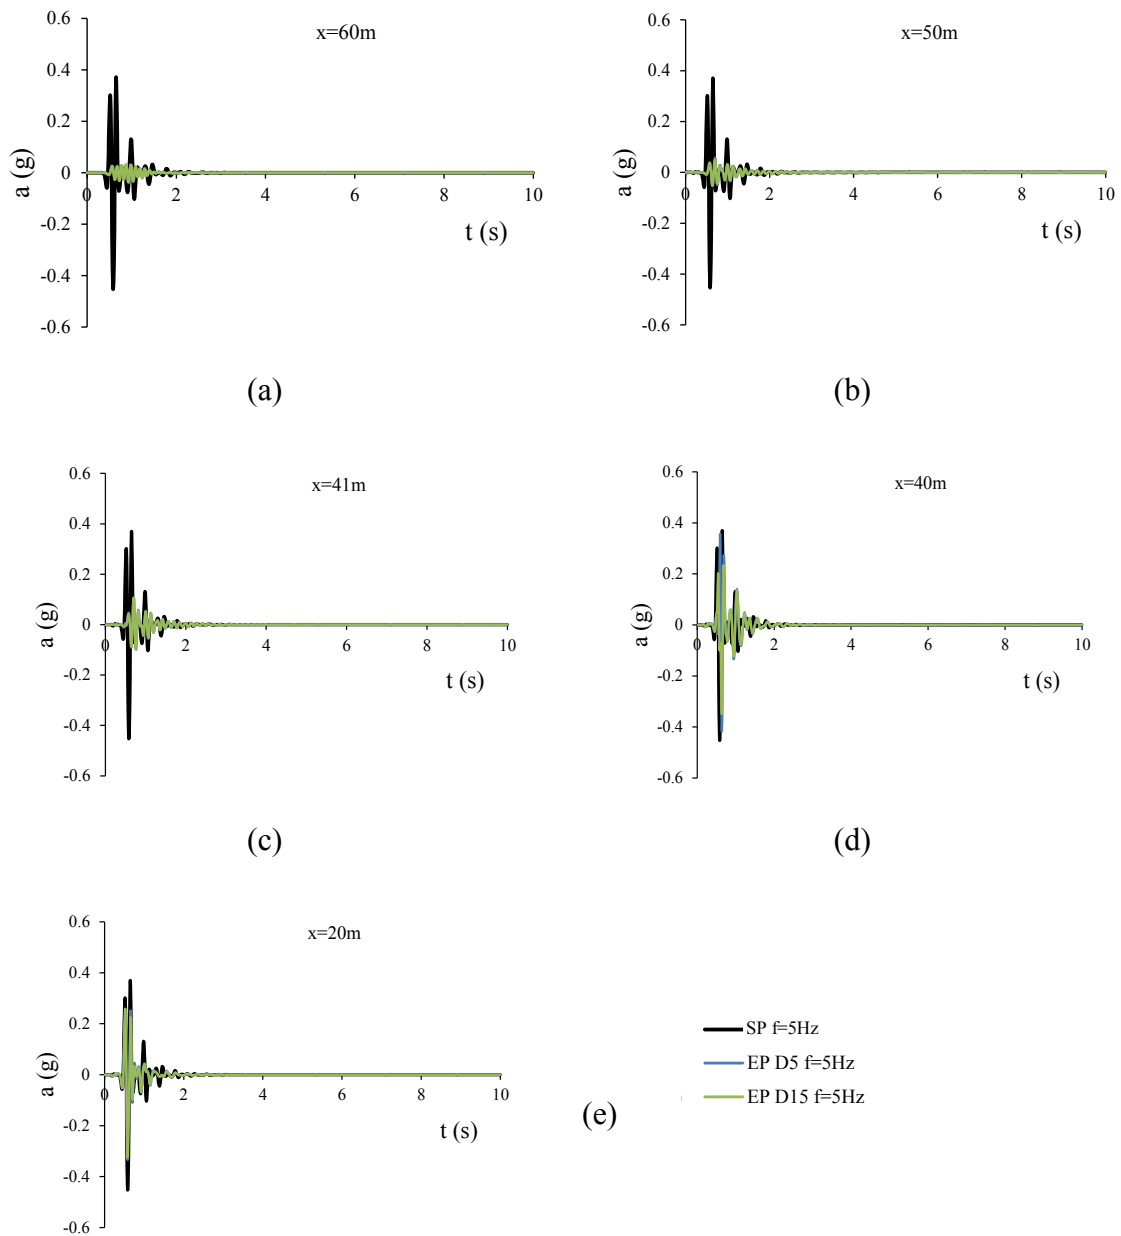 x=60m
0.6
0.4
0.2
0
-0.2
-0.4
-0.6
0 2 4 6 8 10
a (g)
t (s)
(a)
x=50m
0.6
0.4
0.2
0
-0.2
-0.4
-0.6
0 2 4 6 8 10
a (g)
t (s)
(b)
x=41m
0.6
0.4
0.2
0
-0.2
-0.4
-0.6
0 2 4 6 8 10
a (g)
t (s)
(c)
x=40m
0.6
0.4
0.2
0
-0.2
-0.4
-0.6
0 2 4 6 8 10
a (g)
t (s)
(d)
x=20m
0.6
0.4
0.2
0
-0.2
-0.4
-0.6
0 2 4 6 8 10
a (g)
t (s)
(e)
SP f=5Hz
EP D5 f=5Hz
EP D15 f=5Hz